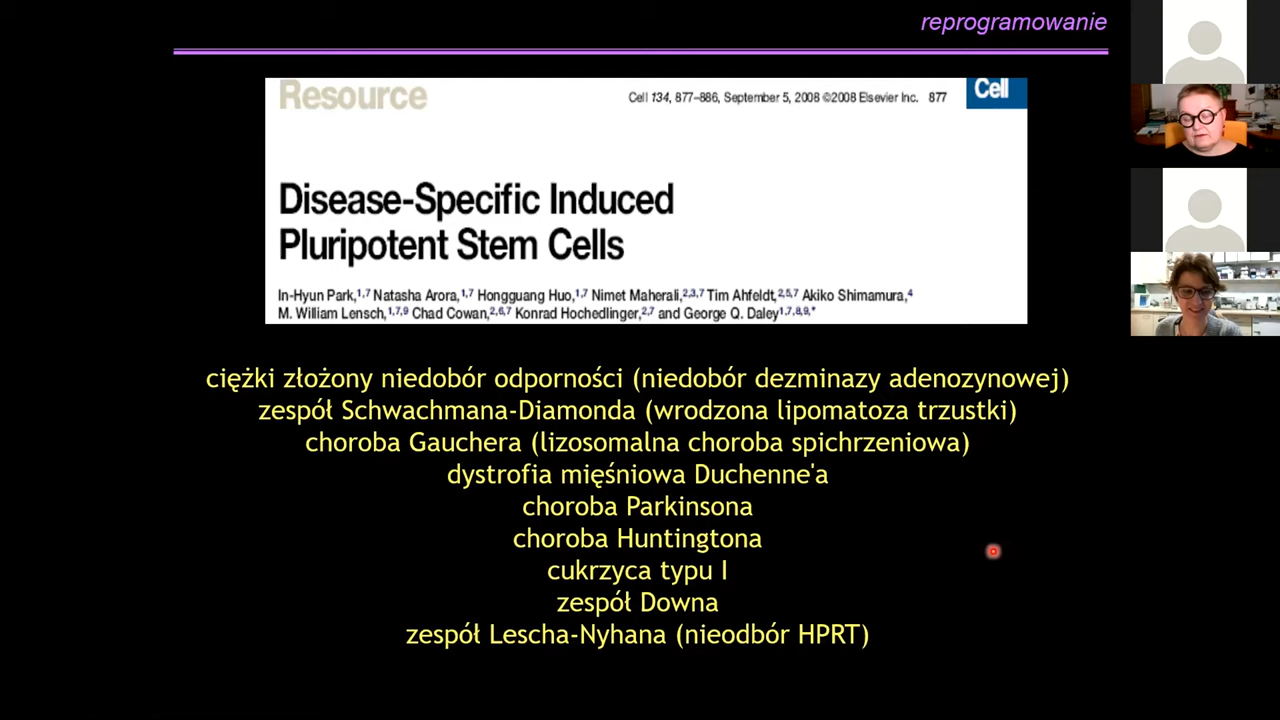 reprogramowanie
Resource
Cell 134, 877–886, September 5, 2008 ©2008 Elsevier Inc. 877
Cell
Disease-Specific Induced
Pluripotent Stem Cells
In-Hyun Park,1,7 Natasha Arora,1,7 Hongguang Huo,1,7 Nimet Maherali,2,3,7 Tim Ahfeldt,2,5,7 Akiko Shimamura,4
M. William Lensch,1,7,9 Chad Cowan,2,6,7 Konrad Hochedlinger,2,7 and George Q. Daley1,7,8,9,*
ciężki złożony niedobór odporności (niedobór dezminazy adenozynowej)
zespół Schwachmana-Diamonda (wrodzona lipomatoza trzustki)
choroba Gauchera (lizosomalna choroba spichrzeniowa)
dystrofia mięśniowa Duchenne'a
choroba Parkinsona
choroba Huntingtona
cukrzyca typu I
zespół Downa
zespół Lescha-Nyhana (nieodbór HPRT)